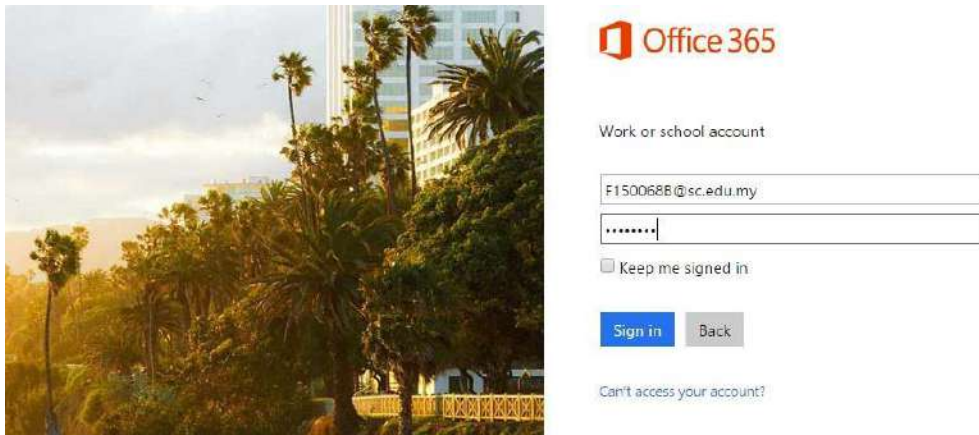 Office 365
Work or school account
F150068B@sc.edu.my
••••••••
Keep me signed in
Sign in Back
Can't access your account?